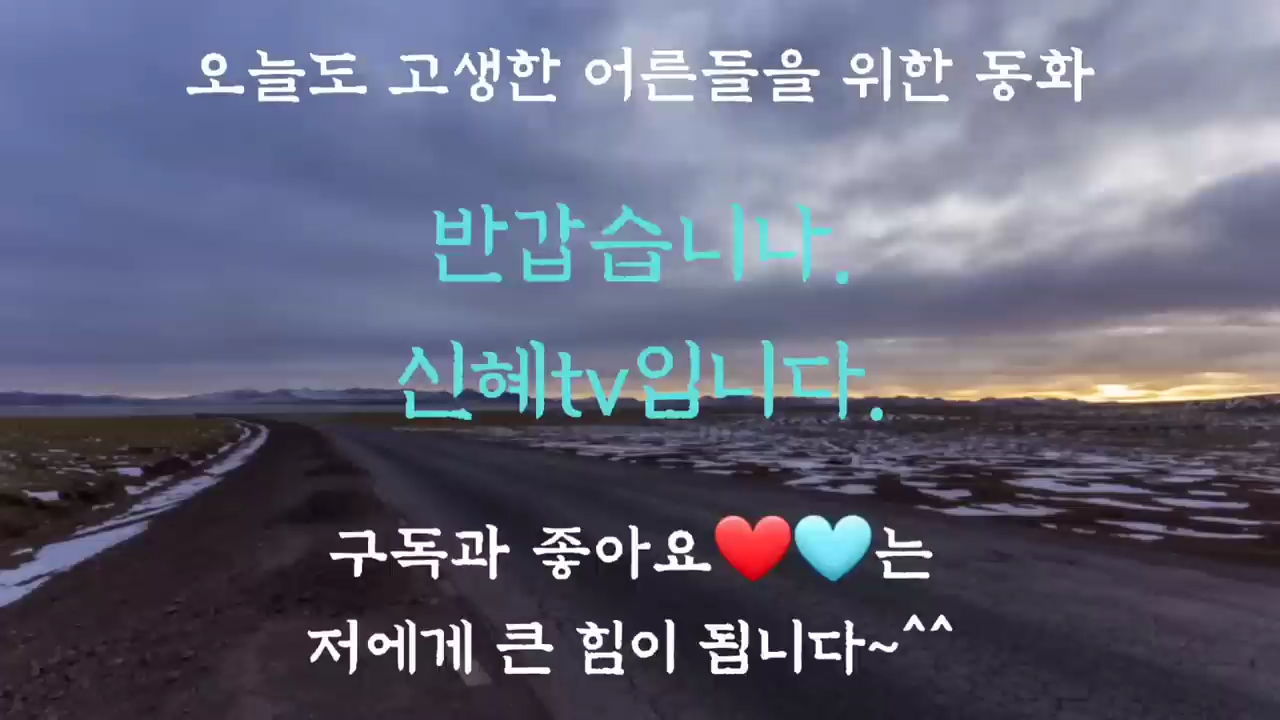 오늘도 고생한 어른들을 위한 동화
반갑습니나.
신혜tv입니다.
구독과 좋아요❤️🩵는
저에게 큰 힘이 됩니다~^^